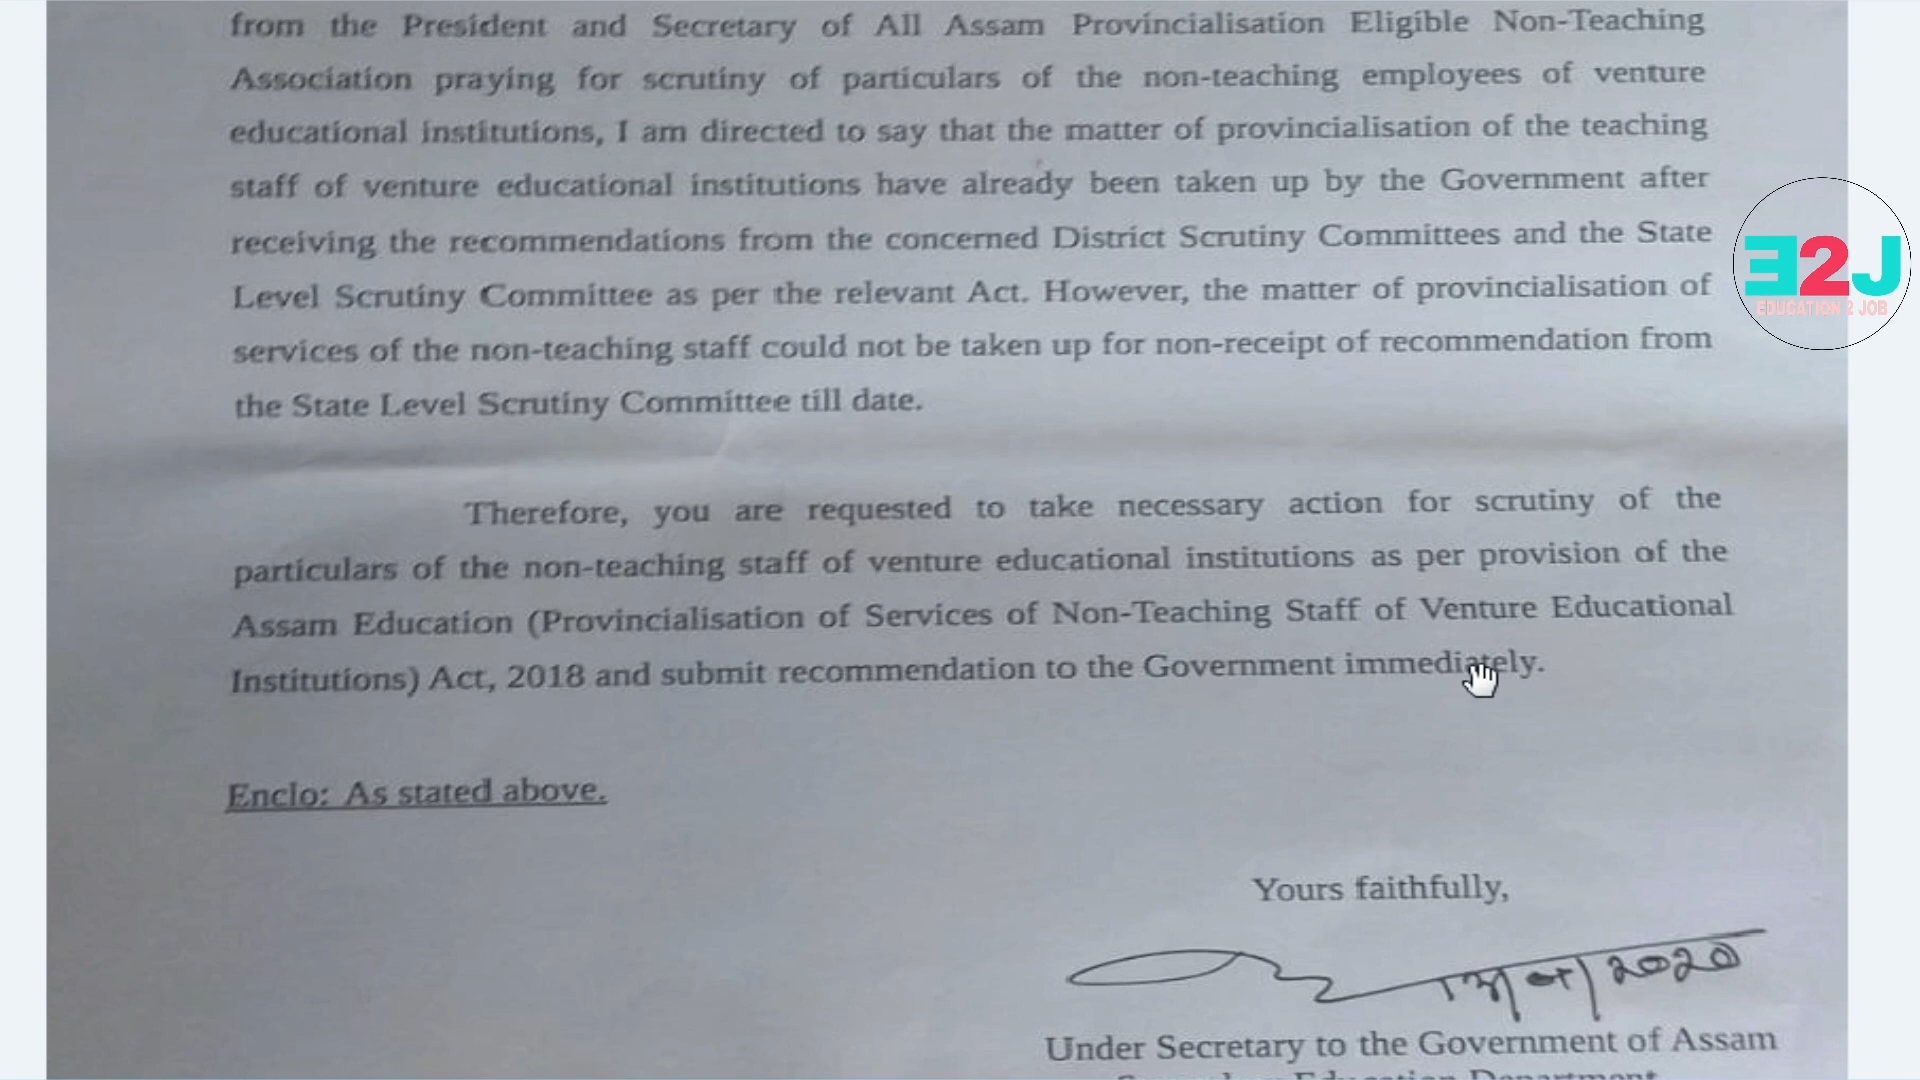 from the President and Secretary of All Assam Provincialisation Eligible Non-Teaching
Association praying for scrutiny of particulars of the non-teaching employees of venture
educational institutions, I am directed to say that the matter of provincialisation of the teaching
staff of venture educational institutions have already been taken up by the Government after
receiving the recommendations from the concerned District Scrutiny Committees and the State
Level Scrutiny Committee as per the relevant Act. However, the matter of provincialisation of
services of the non-teaching staff could not be taken up for non-receipt of recommendation from
the State Level Scrutiny Committee till date.
E2J
EDUCATION 2 JOB
Therefore, you are requested to take necessary action for scrutiny of the
particulars of the non-teaching staff of venture educational institutions as per provision of the
Assam Education (Provincialisation of Services of Non-Teaching Staff of Venture Educational
Institutions) Act, 2018 and submit recommendation to the Government immediately.
Enclo: As stated above.
Yours faithfully,
২০২০
Under Secretary to the Government of Assam
Education Department